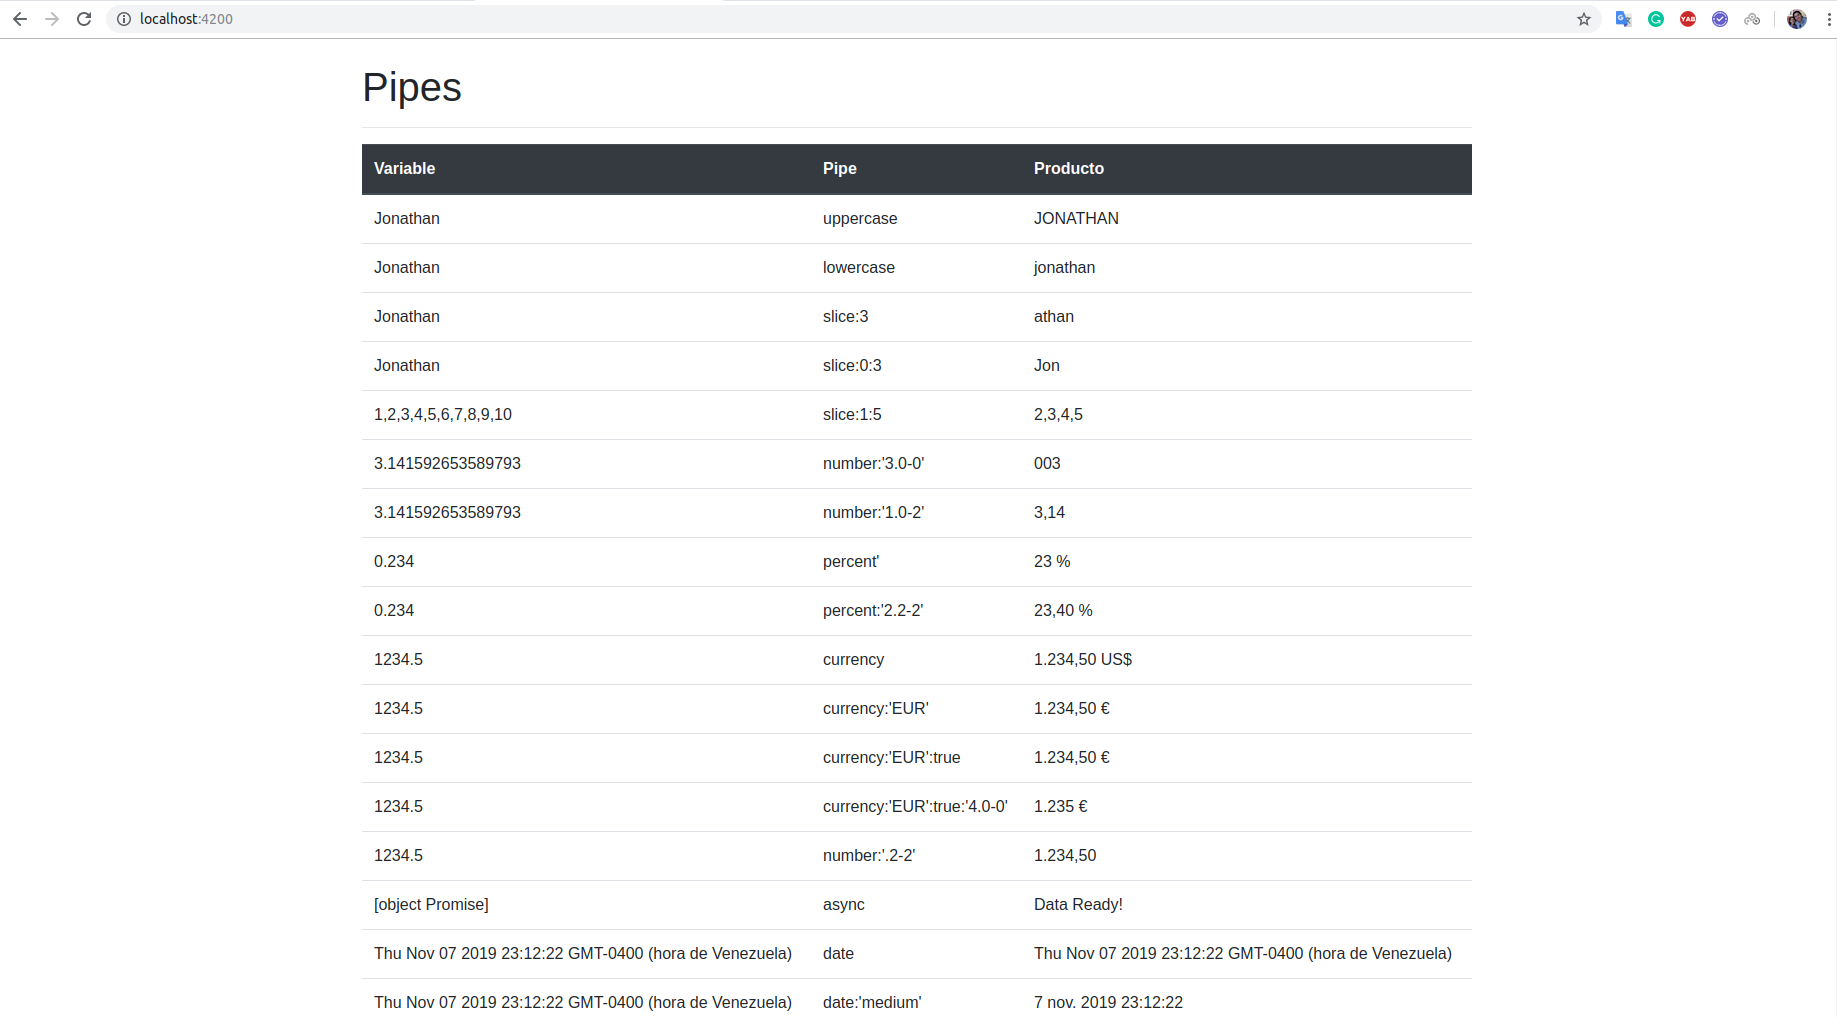 localhost:4200
YAB
Pipes
Variable Pipe Producto
Jonathan uppercase JONATHAN
Jonathan lowercase jonathan
Jonathan slice:3 athan
Jonathan slice:0:3 Jon
1,2,3,4,5,6,7,8,9,10 slice:1:5 2,3,4,5
3.141592653589793 number:'3.0-0' 003
3.141592653589793 number:'1.0-2' 3,14
0.234 percent' 23 %
0.234 percent:'2.2-2' 23,40 %
1234.5 currency 1.234,50 US$
1234.5 currency:'EUR' 1.234,50 €
1234.5 currency:'EUR':true 1.234,50 €
1234.5 currency:'EUR':true:'4.0-0' 1.235 €
1234.5 number:'.2-2' 1.234,50
[object Promise] async Data Ready!
Thu Nov 07 2019 23:12:22 GMT-0400 (hora de Venezuela) date Thu Nov 07 2019 23:12:22 GMT-0400 (hora de Venezuela)
Thu Nov 07 2019 23:12:22 GMT-0400 (hora de Venezuela) date:'medium' 7 nov. 2019 23:12:22